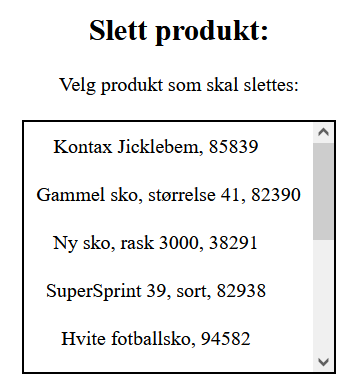 Slett produkt:
Velg produkt som skal slettes:
Kontax Jicklebem, 85839
Gammel sko, størrelse 41, 82390
Ny sko, rask 3000, 38291
SuperSprint 39, sort, 82938
Hvite fotballsko, 94582